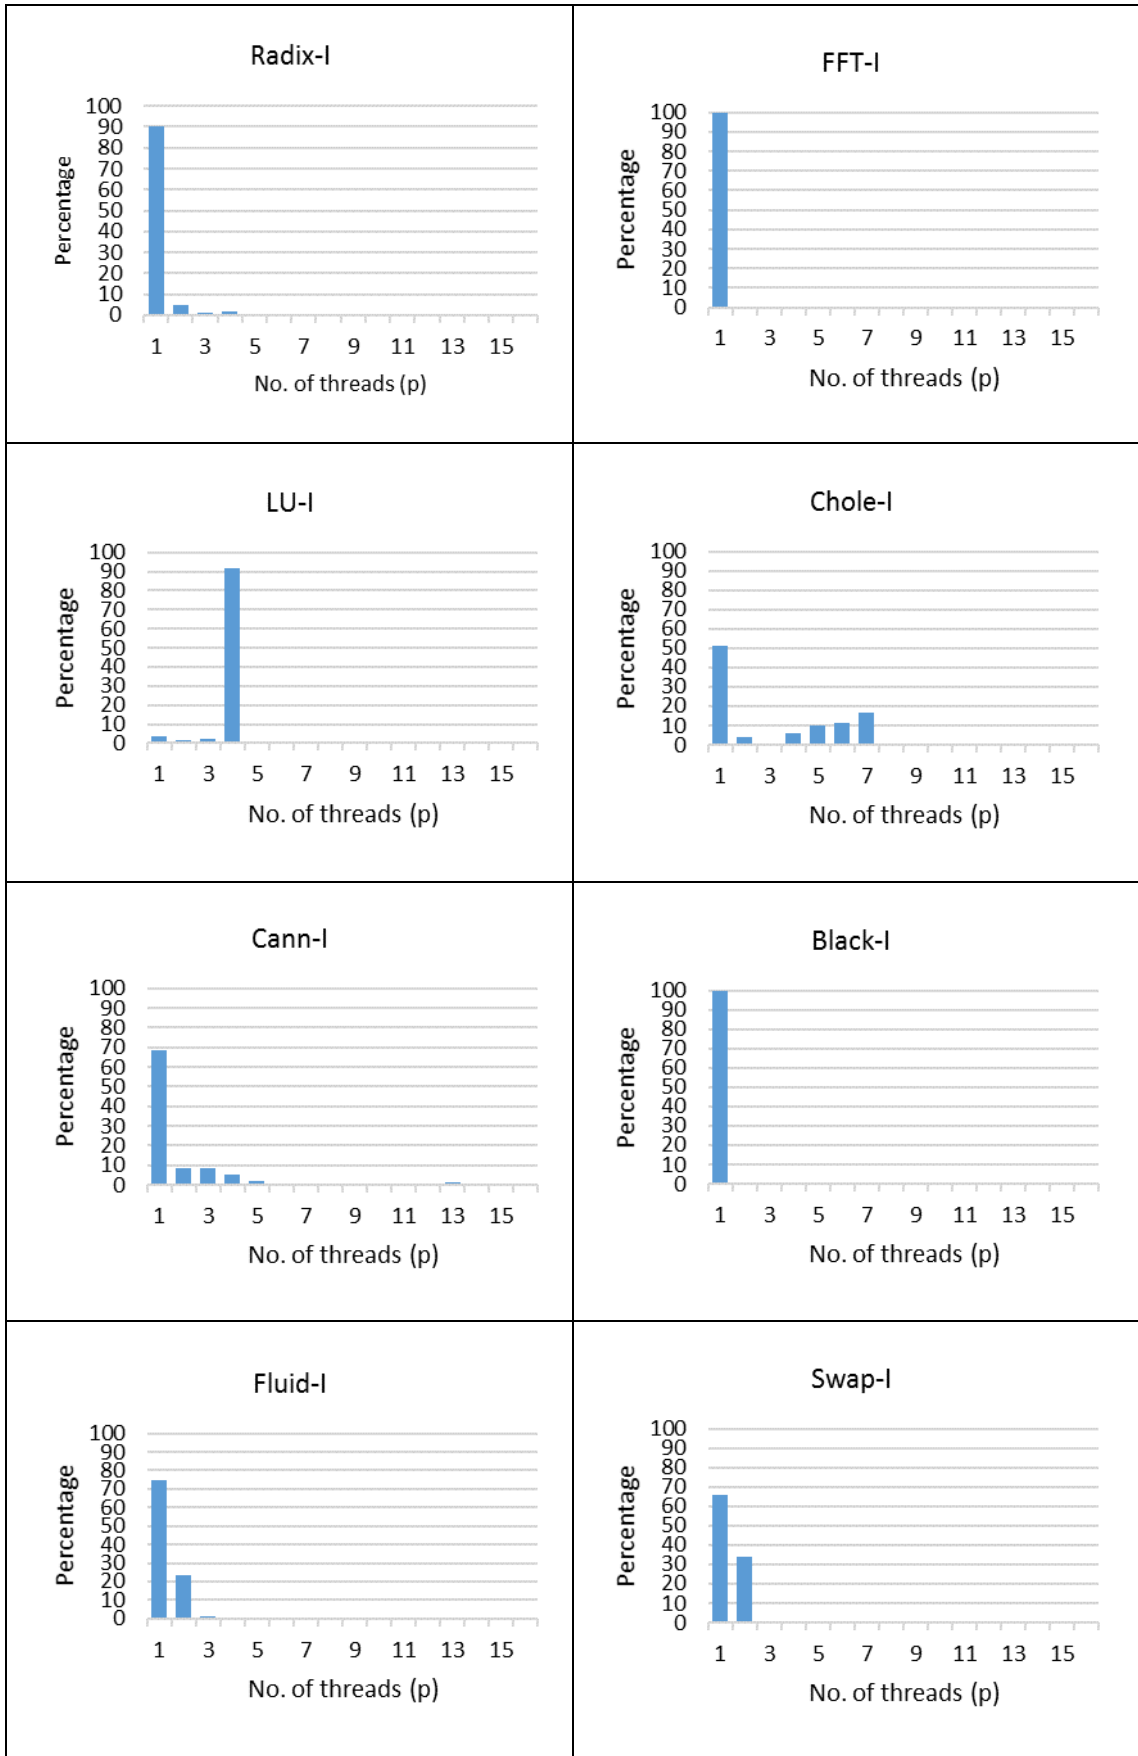 Radix-I
100
90
80
70
60
50
40
30
20
10
0
Percentage
1 3 5 7 9 11 13 15
No. of threads (p)
FFT-I
100
90
80
70
60
50
40
30
20
10
0
Percentage
1 3 5 7 9 11 13 15
No. of threads (p)
LU-I
100
90
80
70
60
50
40
30
20
10
0
Percentage
1 3 5 7 9 11 13 15
No. of threads (p)
Chole-I
100
90
80
70
60
50
40
30
20
10
0
Percentage
1 3 5 7 9 11 13 15
No. of threads (p)
Cann-I
100
90
80
70
60
50
40
30
20
10
0
Percentage
1 3 5 7 9 11 13 15
No. of threads (p)
Black-I
100
90
80
70
60
50
40
30
20
10
0
Percentage
1 3 5 7 9 11 13 15
No. of threads (p)
Fluid-I
100
90
80
70
60
50
40
30
20
10
0
Percentage
1 3 5 7 9 11 13 15
No. of threads (p)
Swap-I
100
90
80
70
60
50
40
30
20
10
0
Percentage
1 3 5 7 9 11 13 15
No. of threads (p)